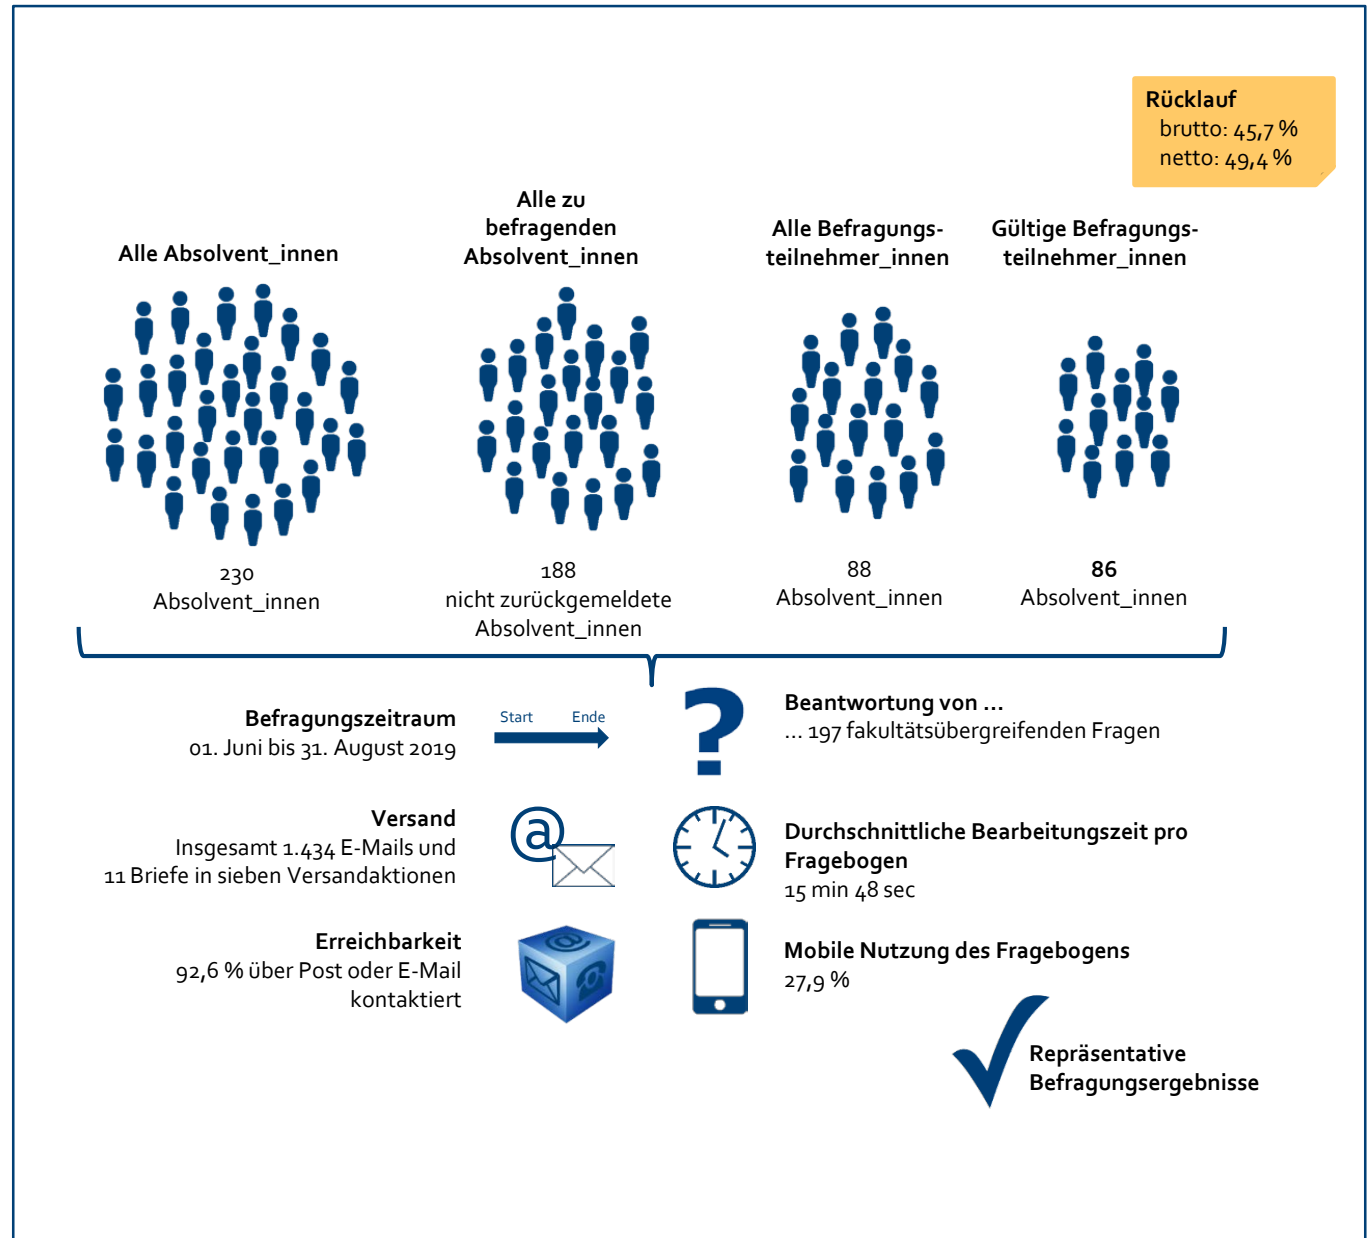 Rücklauf
brutto: 45,7 %
netto: 49,4 %
Alle Absolvent_innen
Alle zu
befragenden
Absolvent_innen
Alle Befragungs-
teilnehmer_innen
Gültige Befragungs-
teilnehmer_innen
230
Absolvent_innen
188
nicht zurückgemeldete
Absolvent_innen
88
Absolvent_innen
86
Absolvent_innen
Befragungszeitraum
01. Juni bis 31. August 2019
Start Ende
?
Beantwortung von ...
... 197 fakultätsübergreifenden Fragen
Versand
Insgesamt 1.434 E-Mails und
11 Briefe in sieben Versandaktionen
@
Durchschnittliche Bearbeitungszeit pro
Fragebogen
15 min 48 sec
Erreichbarkeit
92,6 % über Post oder E-Mail
kontaktiert
@
Mobile Nutzung des Fragebogens
27,9 %
Repräsentative
Befragungsergebnisse